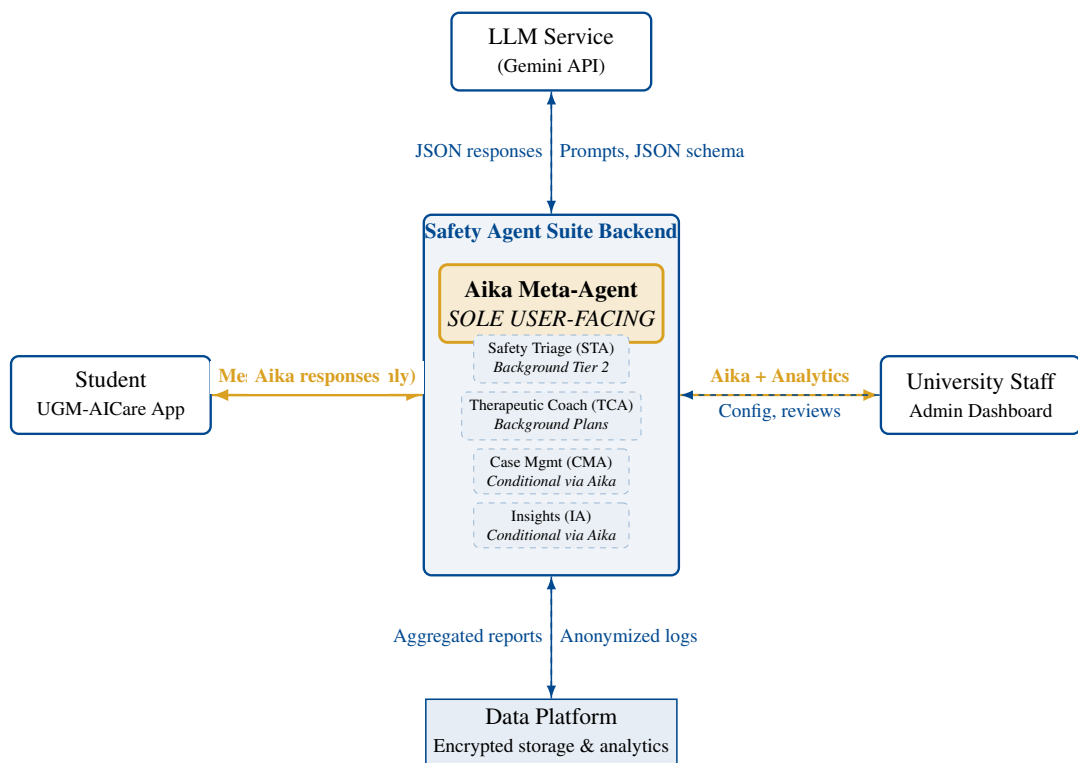 LLM Service
(Gemini API)
JSON responses
Prompts, JSON schema
Safety Agent Suite Backend
Aika Meta-Agent
SOLE USER-FACING
Safety Triage (STA)
Background Tier 2
Student
UGM-AICare App
Aika responses
Aika + Analytics
Config, reviews
University Staff
Admin Dashboard
Therapeutic Coach (TCA)
Background Plans
Case Mgmt (CMA)
Conditional via Aika
Insights (IA)
Conditional via Aika
Aggregated reports
Anonymized logs
Data Platform
Encrypted storage & analytics